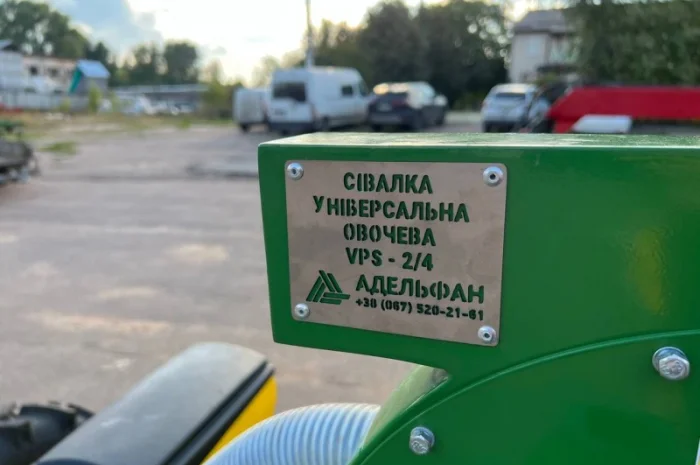 СІВАЛКА
УНІВЕРСАЛЬНА
ОВОЧЕВА
VPS - 2/4
АДЕЛЬФАН
+38 (067) 520-21-61